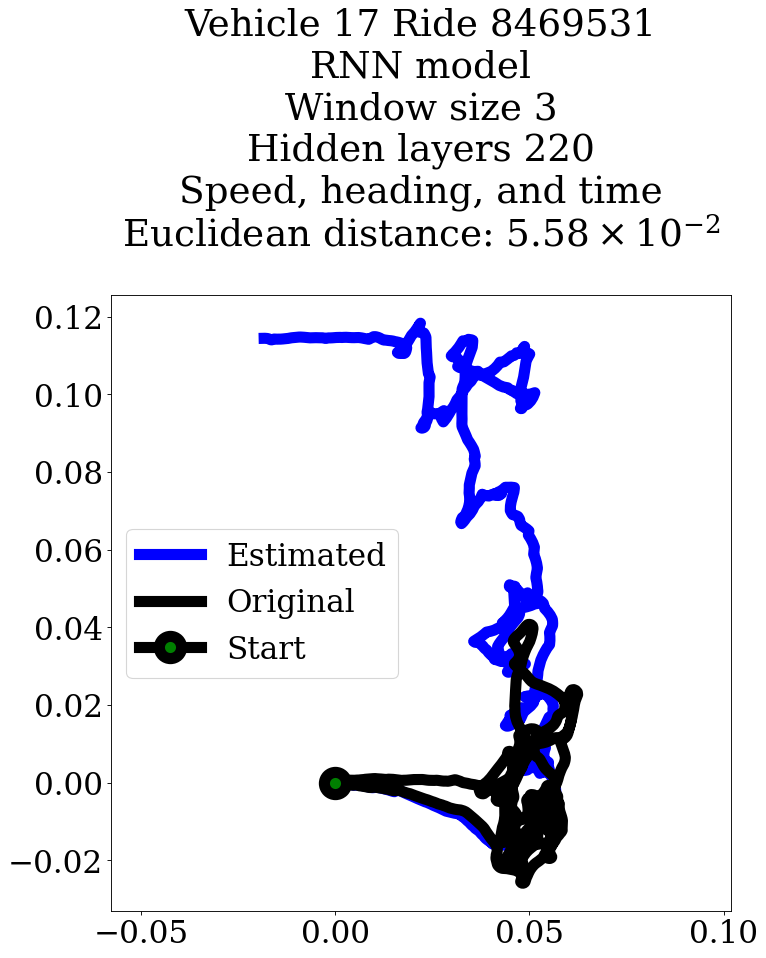 Vehicle 17 Ride 8469531
RNN model
Window size 3
Hidden layers 220
Speed, heading, and time
Euclidean distance: 5.58 × 10⁻²
0.12
0.10
0.08
0.06
0.04
0.02
0.00
−0.02
Estimated
Original
Start
−0.05 0.00 0.05 0.10